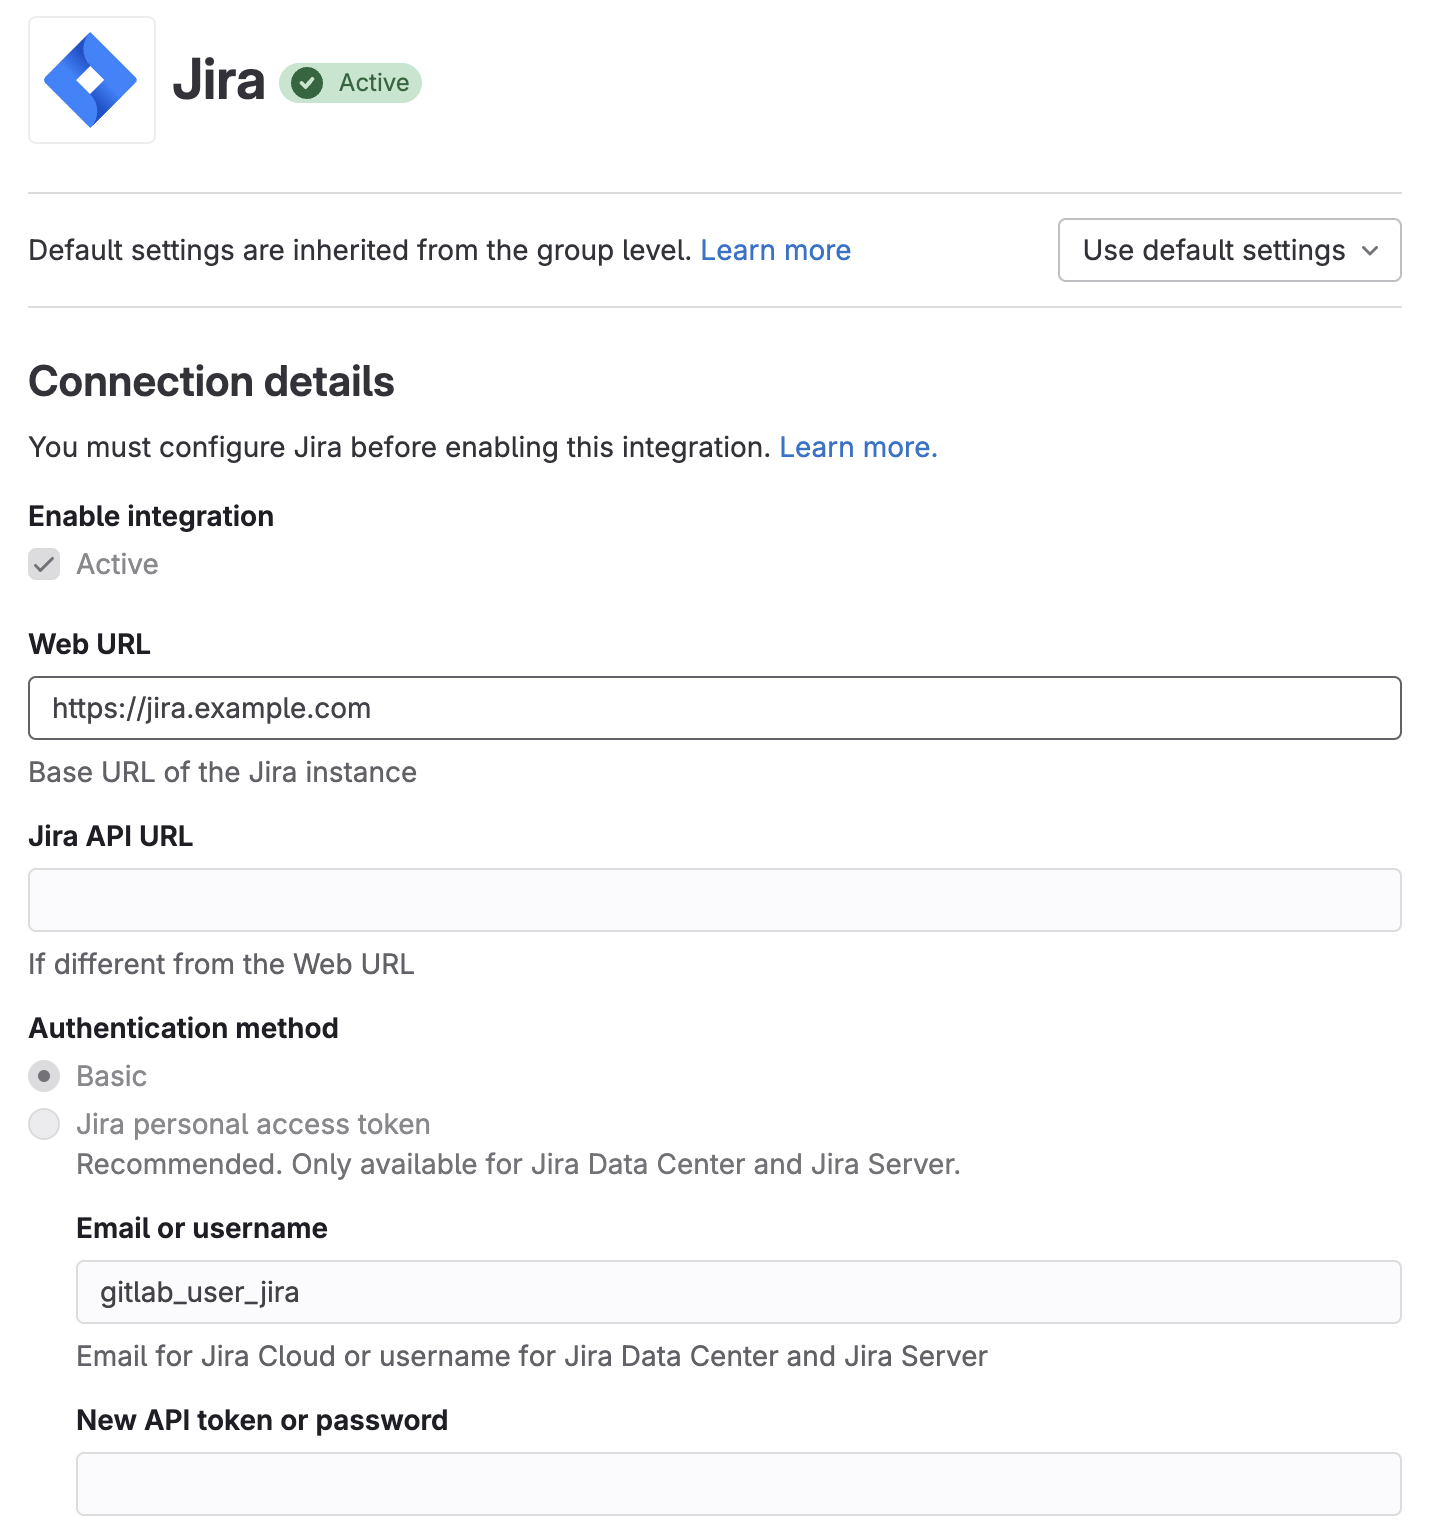 Jira
Active
Default settings are inherited from the group level. Learn more
Use default settings
Connection details
You must configure Jira before enabling this integration. Learn more.
Enable integration
Active
Web URL
https://jira.example.com
Base URL of the Jira instance
Jira API URL
If different from the Web URL
Authentication method
Basic
Jira personal access token
Recommended. Only available for Jira Data Center and Jira Server.
Email or username
gitlab_user_jira
Email for Jira Cloud or username for Jira Data Center and Jira Server
New API token or password